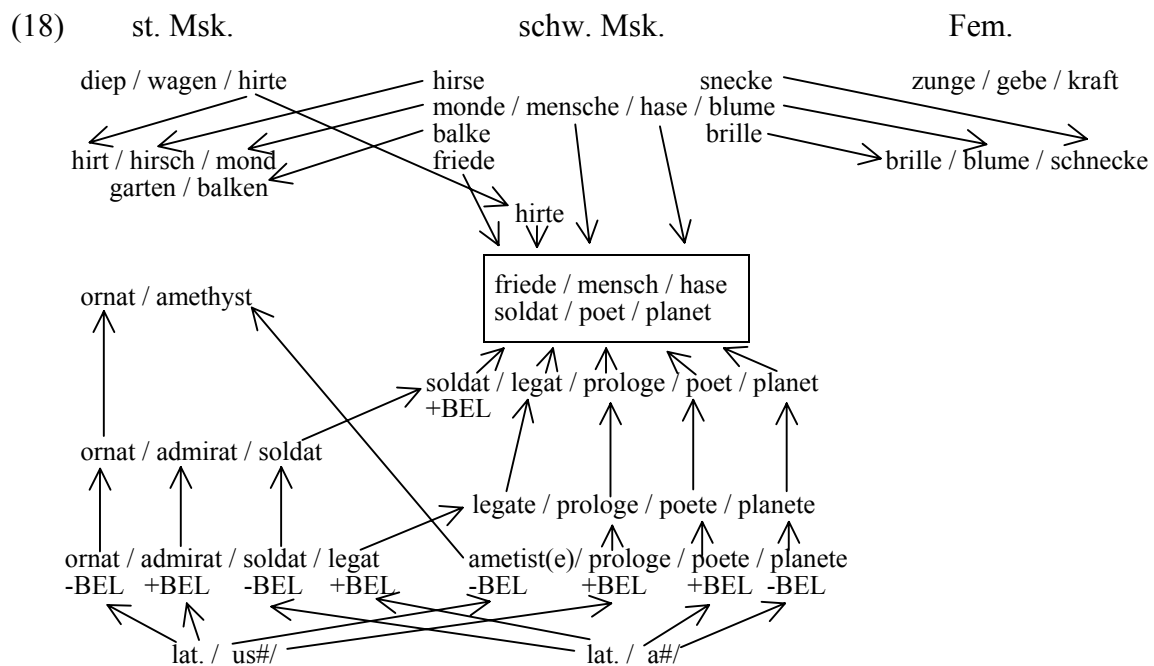 (18) st. Msk. schw. Msk. Fem.
diep / wagen / hirte hirse snecke zunge / gebe / kraft
monde / mensche / hase / blume
balke brille
hirt / hirsch / mond friede brille / blume / schnecke
garten / balken
hirte
friede / mensch / hase
ornat / amethyst
soldat / poet / planet
soldat / legat / prologe / poet / planet
+BEL
ornat / admirat / soldat
legate / prologe / poete / planete
ornat / admirat / soldat / legat ametist(e)/ prologe / poete / planete
-BEL +BEL -BEL +BEL -BEL +BEL +BEL -BEL
lat. / us#/ lat. / a#/